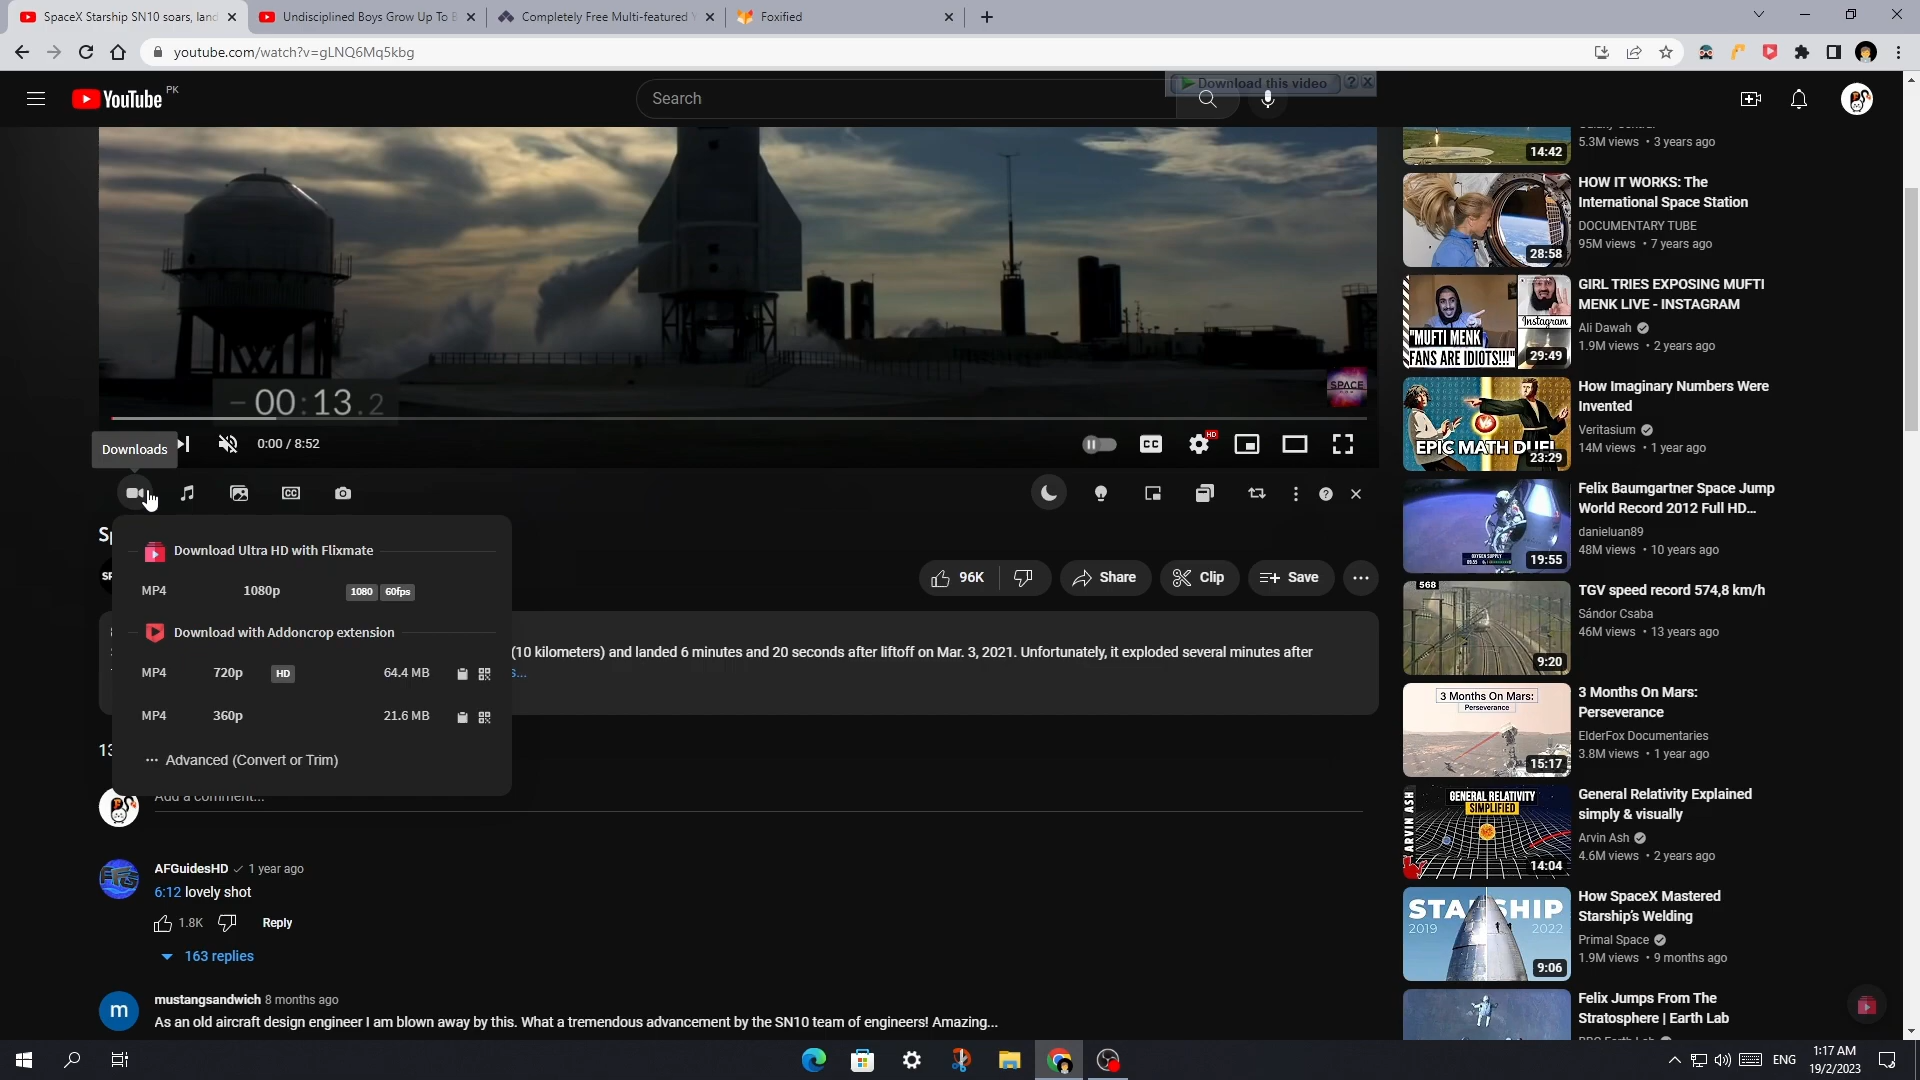 SpaceX Starship SN10 soars, land
Undisciplined Boys Grow Up To B
Completely Free Multi-featured Y
Foxified
youtube.com/watch?v=gLNQ6Mq5kbg
YouTube PK
Search
Download this video
?
- 00:13.2
SPACE
Downloads
0:00 / 8:52
CC
HD
CC
?
Sp
SP
96K
Share
Clip
Save
Download Ultra HD with Flixmate
MP4 1080p 1080 60fps
Download with Addoncrop extension
MP4 720p HD 64.4 MB
MP4 360p 21.6 MB
Advanced (Convert or Trim)
(10 kilometers) and landed 6 minutes and 20 seconds after liftoff on Mar. 3, 2021. Unfortunately, it exploded several minutes after
s...
13
Add a comment...
AFGuidesHD 1 year ago
6:12 lovely shot
1.8K Reply
163 replies
m
mustangsandwich 8 months ago
As an old aircraft design engineer I am blown away by this. What a tremendous advancement by the SN10 team of engineers! Amazing...
14:42
5.3M views • 3 years ago
28:58
HOW IT WORKS: The
International Space Station
DOCUMENTARY TUBE
95M views • 7 years ago
"MUFTI MENK
FANS ARE IDIOTS!!!"
Instagram
29:49
GIRL TRIES EXPOSING MUFTI
MENK LIVE - INSTAGRAM
Ali Dawah
1.9M views • 2 years ago
EPIC MATH DUEL
23:29
How Imaginary Numbers Were
Invented
Veritasium
14M views • 1 year ago
19:55
Felix Baumgartner Space Jump
World Record 2012 Full HD...
danieluan89
48M views • 10 years ago
568
9:20
TGV speed record 574,8 km/h
Sándor Csaba
46M views • 13 years ago
3 Months On Mars:
Perseverance
15:17
3 Months On Mars:
Perseverance
ElderFox Documentaries
3.8M views • 1 year ago
ARVIN ASH
GENERAL RELATIVITY
SIMPLIFIED
14:04
General Relativity Explained
simply & visually
Arvin Ash
4.6M views • 2 years ago
STA SHIP
2019 2022
9:06
How SpaceX Mastered
Starship's Welding
Primal Space
1.9M views • 9 months ago
Felix Jumps From The
Stratosphere | Earth Lab
ENG
1:17 AM
19/2/2023